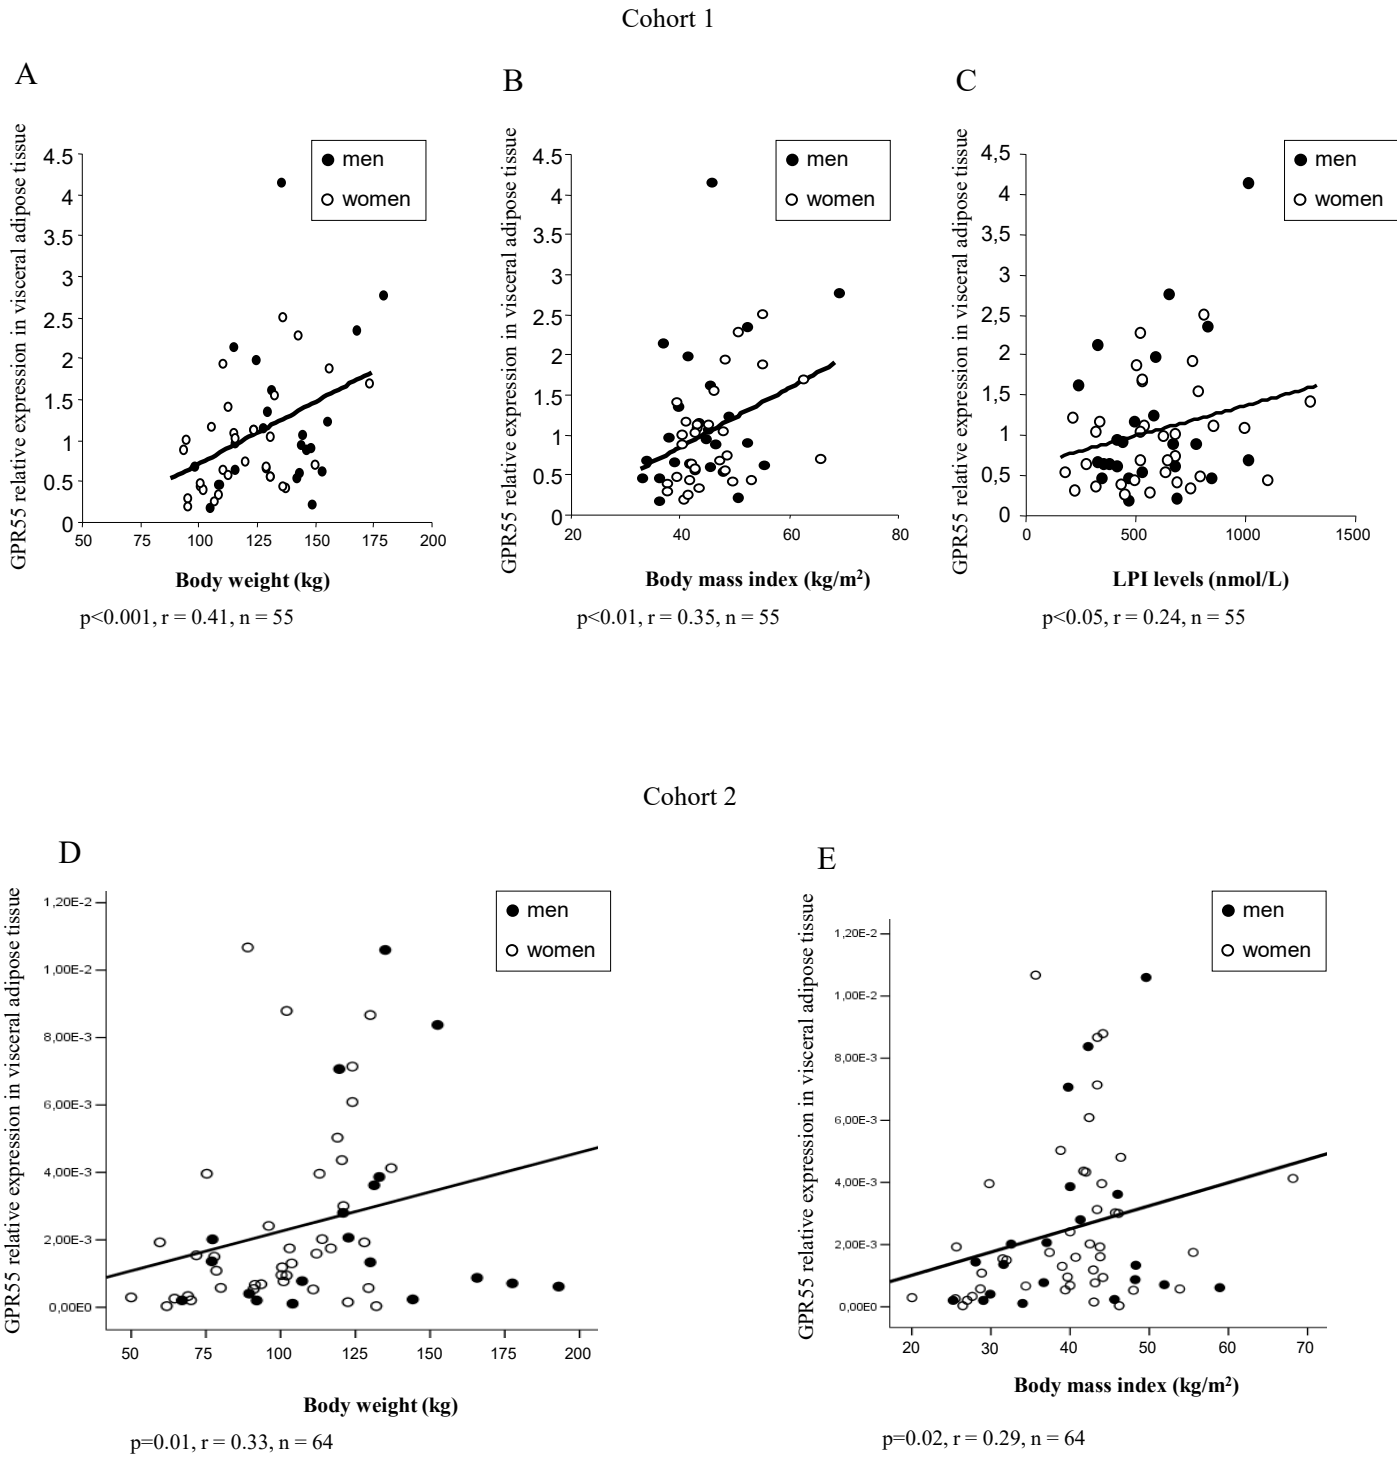 Cohort 1
A
GPR55 relative expression in visceral adipose tissue
4.5
4
3.5
3
2.5
2
1.5
1
0.5
0
50 75 100 125 150 175 200
men
women
Body weight (kg)
p<0.001, r = 0.41, n = 55
B
GPR55 relative expression in visceral adipose tissue
4.5
4
3.5
3
2.5
2
1.5
1
0.5
0
20 40 60 80
men
women
Body mass index (kg/m²)
p<0.01, r = 0.35, n = 55
C
GPR55 relative expression in visceral adipose tissue
4,5
4
3,5
3
2,5
2
1,5
1
0,5
0
0 500 1000 1500
men
women
LPI levels (nmol/L)
p<0.05, r = 0.24, n = 55
Cohort 2
D
GPR55 relative expression in visceral adipose tissue
1,20E-2
1,00E-2
8,00E-3
6,00E-3
4,00E-3
2,00E-3
0,00E0
50 75 100 125 150 175 200
men
women
Body weight (kg)
p=0.01, r = 0.33, n = 64
E
GPR55 relative expression in visceral adipose tissue
1,20E-2
1,00E-2
8,00E-3
6,00E-3
4,00E-3
2,00E-3
0,00E0
20 30 40 50 60 70
men
women
Body mass index (kg/m²)
p=0.02, r = 0.29, n = 64